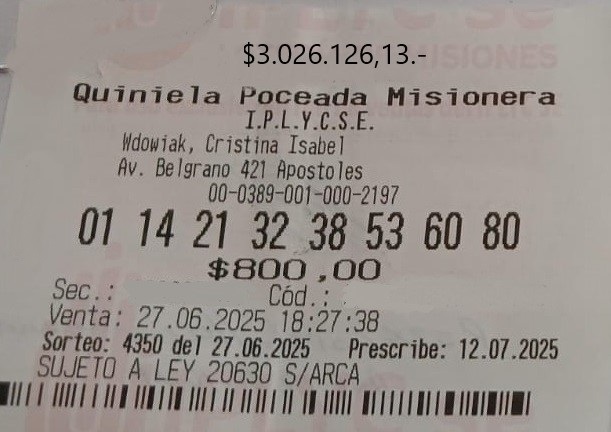 $3.026.126,13.-
MISIONES
Quiniela Poceada Misionera
I.P.L.Y.C.S.E.
Wdowiak, Cristina Isabel
Av. Belgrano 421 Apostoles
00-0389-001-000-2197
01 14 21 32 38 53 60 80
$800,00
Sec.: Cód.:
Venta: 27.06.2025 18:27:38
Sorteo: 4350 del 27.06.2025 Prescribe: 12.07.2025
SUJETO A LEY 20630 S/ARCA